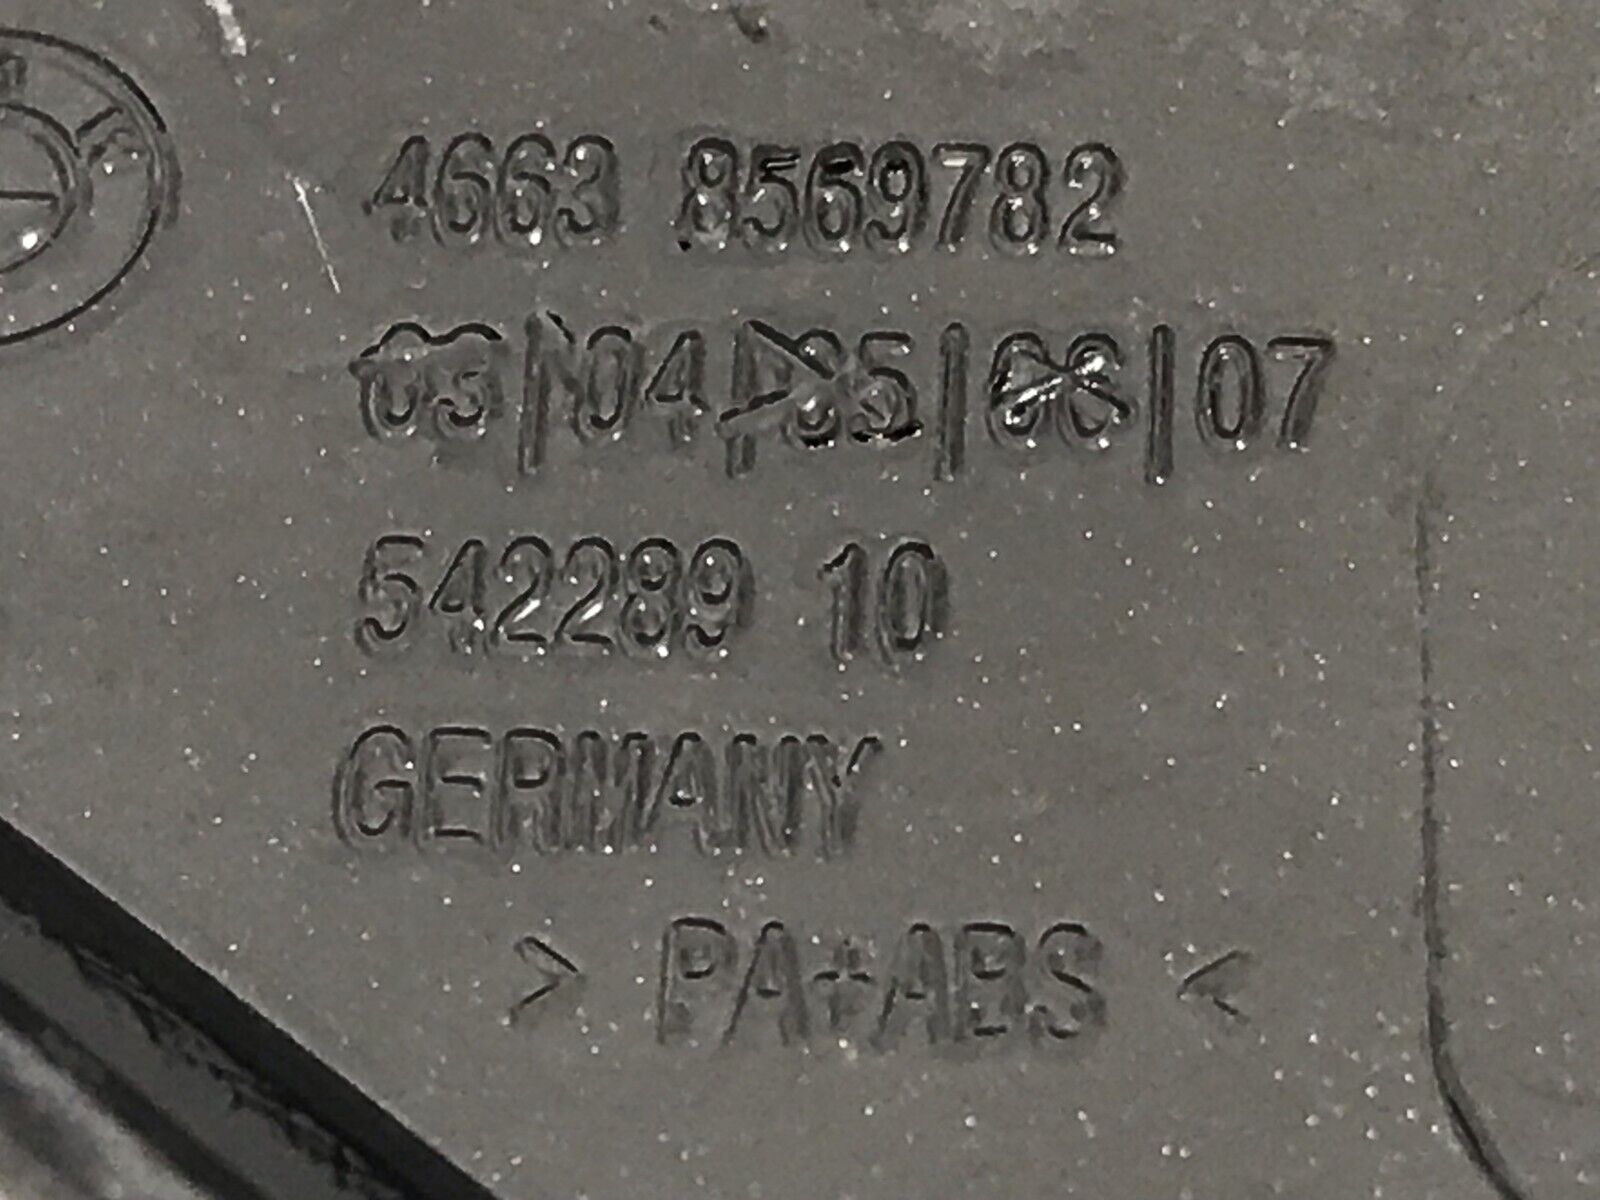 4663 8569782
03|04|05|06|07
542289 10
GERMANY
> PA+ABS <